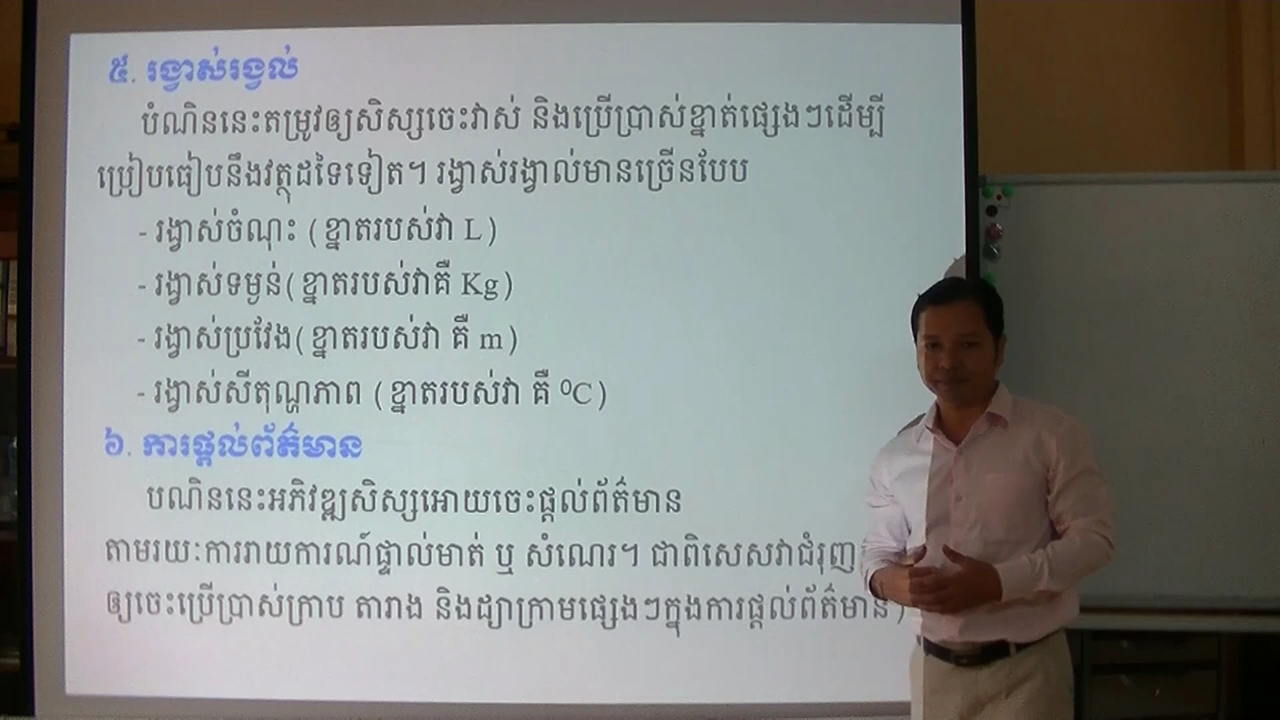 ៥. រង្វាស់រង្វល់
បំណិននេះតម្រូវឲ្យសិស្សចេះវាស់ និងប្រើប្រាស់ខ្នាត់ផ្សេងៗដើម្បី
ប្រៀបធៀបនឹងវត្ថុដទៃទៀត។ រង្វាស់រង្វាល់មានច្រើនបែប
- រង្វាស់ចំណុះ (ខ្នាតរបស់វា L)
- រង្វាស់ទម្ងន់(ខ្នាតរបស់វាគឺ Kg)
- រង្វាស់ប្រវែង(ខ្នាតរបស់វា គឺ m)
- រង្វាស់សីតុណ្ហភាព (ខ្នាតរបស់វា គឺ ⁰C)
៦. ការផ្តល់ព័ត៌មាន
បណិននេះអភិវឌ្ឍសិស្សអោយចេះផ្តល់ព័ត៌មាន
តាមរយៈការរាយការណ៍ផ្ទាល់មាត់ ឬ សំណេរ។ ជាពិសេសវាជំរុញ
ឲ្យចេះប្រើប្រាស់ក្រាប តារាង និងដ្យាក្រាមផ្សេងៗក្នុងការផ្តល់ព័ត៌មាន)